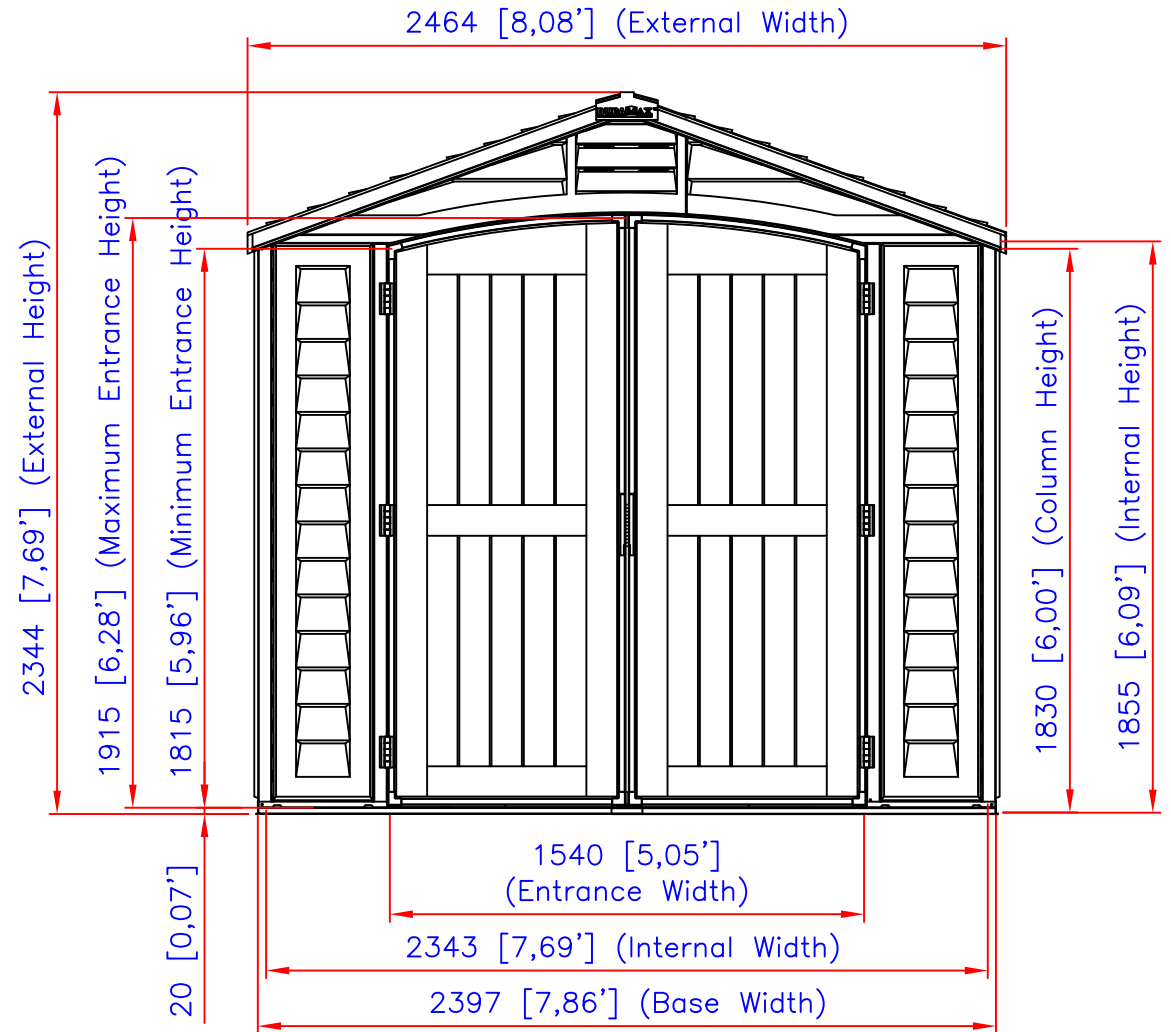 2464 [8,08'] (External Width)
2344 [7,69'] (External Height)
1915 [6,28'] (Maximum Entrance Height)
1815 [5,96'] (Minimum Entrance Height)
1830 [6,00'] (Column Height)
1855 [6,09'] (Internal Height)
20 [0,07']
1540 [5,05']
(Entrance Width)
2343 [7,69'] (Internal Width)
2397 [7,86'] (Base Width)